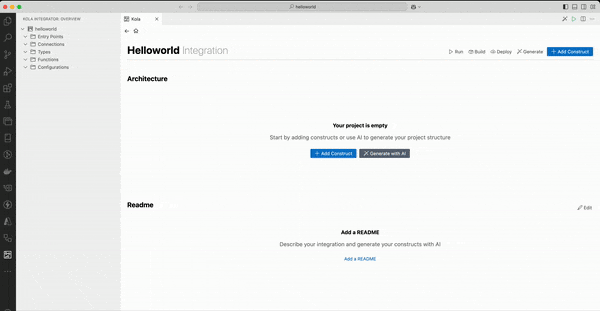 helloworld
KOLA INTEGRATOR: OVERVIEW
Kola
helloworld
Entry Points
Connections
Types
Functions
Configurations
Helloworld Integration
Run
Build
Deploy
Generate
+ Add Construct
Architecture
Your project is empty
Start by adding constructs or use AI to generate your project structure
+ Add Construct
Generate with AI
Readme
Edit
Add a README
Describe your integration and generate your constructs with AI
Add a README